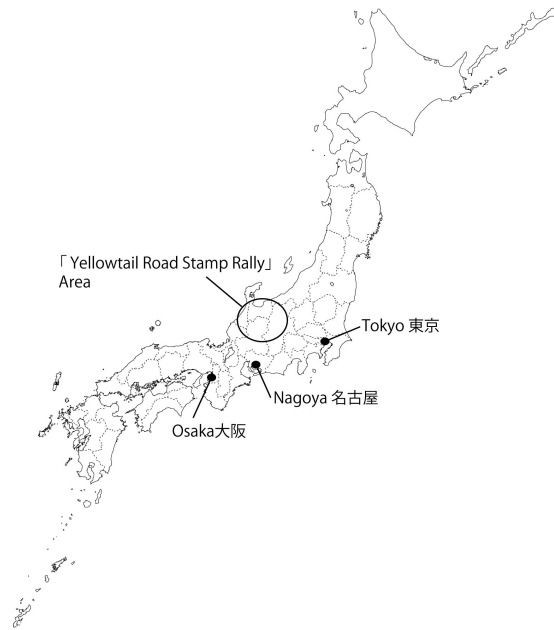 「 Yellowtail Road Stamp Rally」
Area
Tokyo 東京
Nagoya 名古屋
Osaka大阪